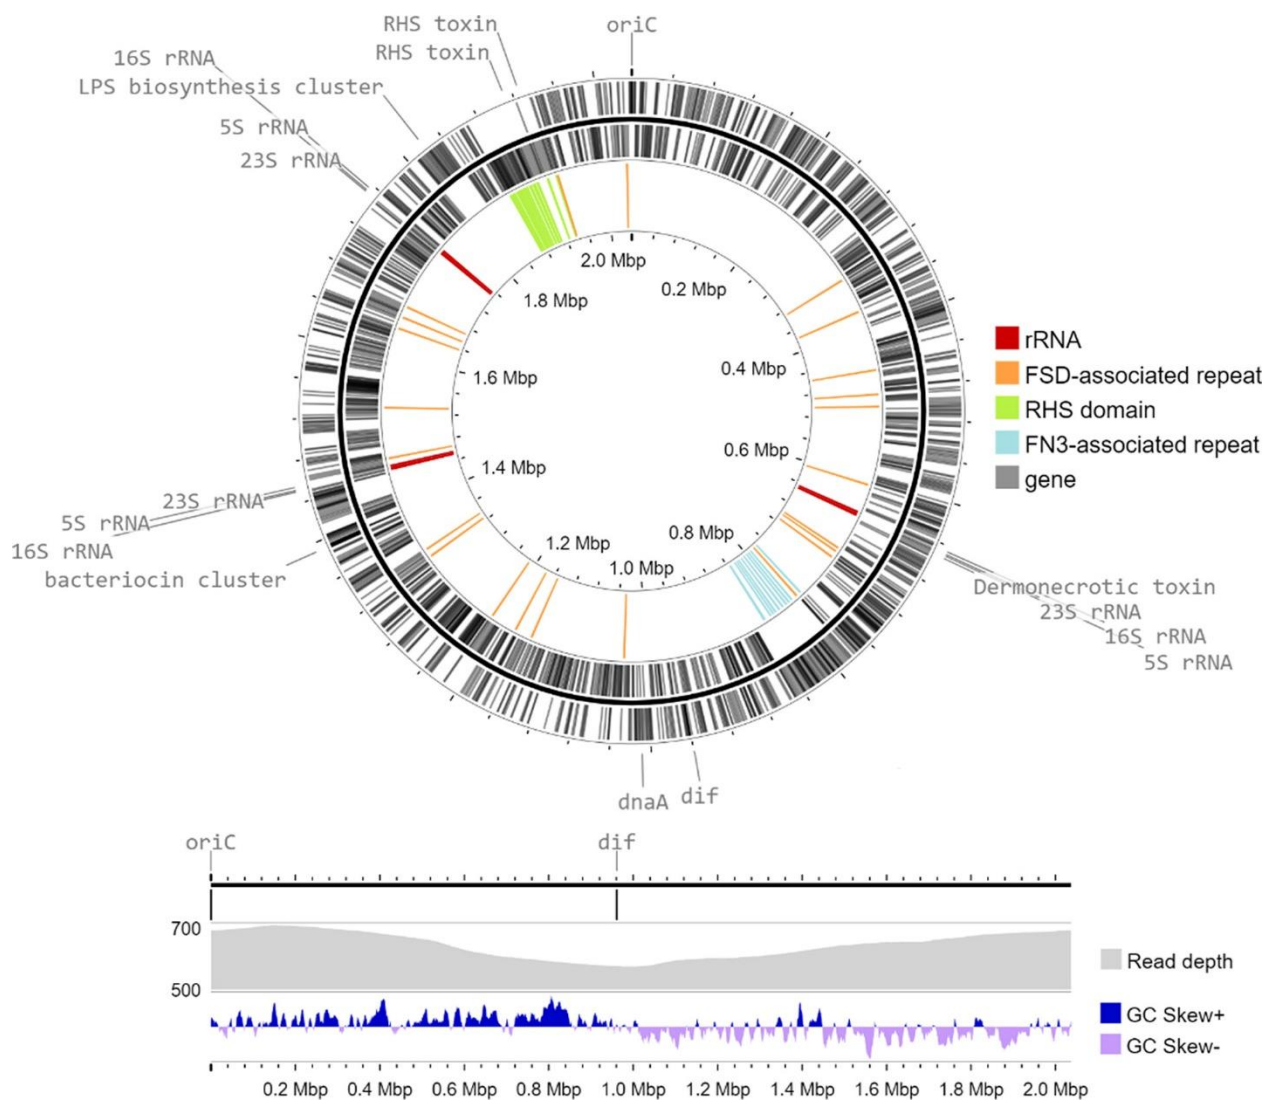 RHS toxin
oriC
RHS toxin
16S rRNA
LPS biosynthesis cluster
5S rRNA
23S rRNA
2.0 Mbp
0.2 Mbp
1.8 Mbp
0.4 Mbp
1.6 Mbp
0.6 Mbp
1.4 Mbp
0.8 Mbp
1.2 Mbp
1.0 Mbp
rRNA
FSD-associated repeat
RHS domain
FN3-associated repeat
gene
23S rRNA
5S rRNA
16S rRNA
bacteriocin cluster
Dermonecrotic toxin
23S rRNA
16S rRNA
5S rRNA
dnaA
dif
oriC
dif
700
500
Read depth
GC Skew+
GC Skew-
0.2 Mbp 0.4 Mbp 0.6 Mbp 0.8 Mbp 1.0 Mbp 1.2 Mbp 1.4 Mbp 1.6 Mbp 1.8 Mbp 2.0 Mbp